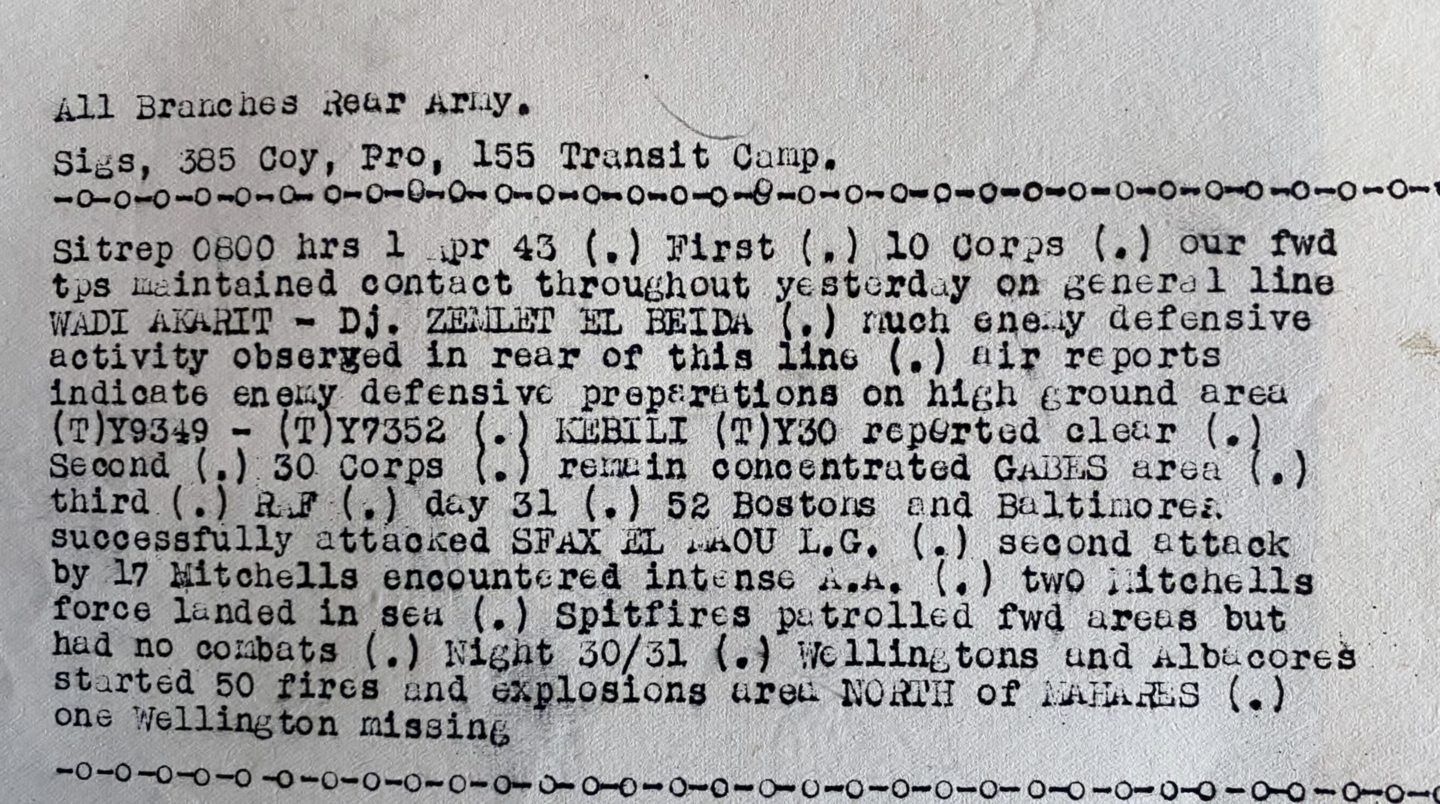 All Branches Rear Army.
Sigs, 385 Coy, Pro, 155 Transit Camp.
-o-o-o-o-o-o-o-o-o-o-o-o-o-o-o-o-o-o-o-o-o-o-o-o-o-o-o-o-o-o-o-
Sitrep 0800 hrs 1 Apr 43 (.) First (.) 10 Corps (.) our fwd
tps maintained contact throughout yesterday on general line
WADI AKARIT - Dj. ZEMLET EL BEIDA (.) much enemy defensive
activity observed in rear of this line (.) air reports
indicate enemy defensive preparations on high ground area
(T)Y9349 - (T)Y7352 (.) KEBILI (T)Y30 reported clear (.)
Second (.) 30 Corps (.) remain concentrated GABES area (.)
third (.) RAF (.) day 31 (.) 52 Bostons and Baltimores
successfully attacked SFAX EL MAOU L.G. (.) second attack
by 17 Mitchells encountered intense A.A. (.) two Mitchells
force landed in sea (.) Spitfires patrolled fwd areas but
had no combats (.) Night 30/31 (.) Wellingtons and Albacores
started 50 fires and explosions area NORTH of MAHARES (.)
one Wellington missing
-o-o-o-o-o-o-o-o-o-o-o-o-o-o-o-o-o-o-o-o-o-o-o-o-o-o-o-o-o-o-o-o